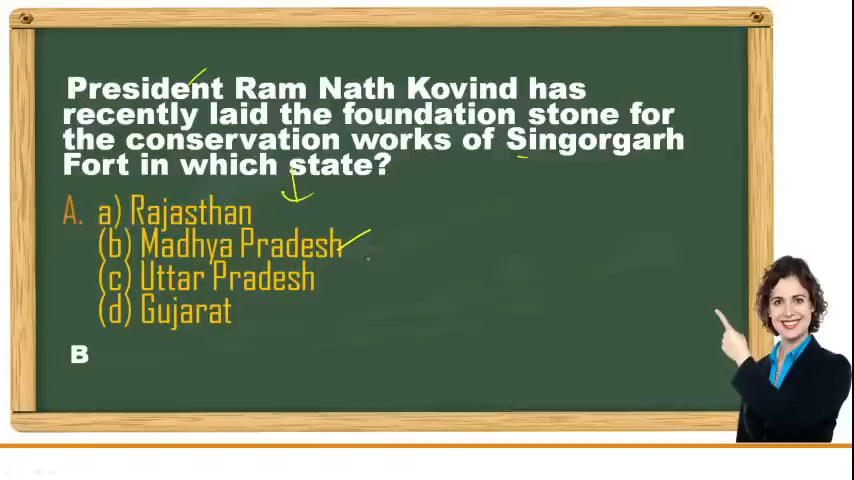 President Ram Nath Kovind has
recently laid the foundation stone for
the conservation works of Singorgarh
Fort in which state?
A. a) Rajasthan
(b) Madhya Pradesh
(c) Uttar Pradesh
(d) Gujarat
B